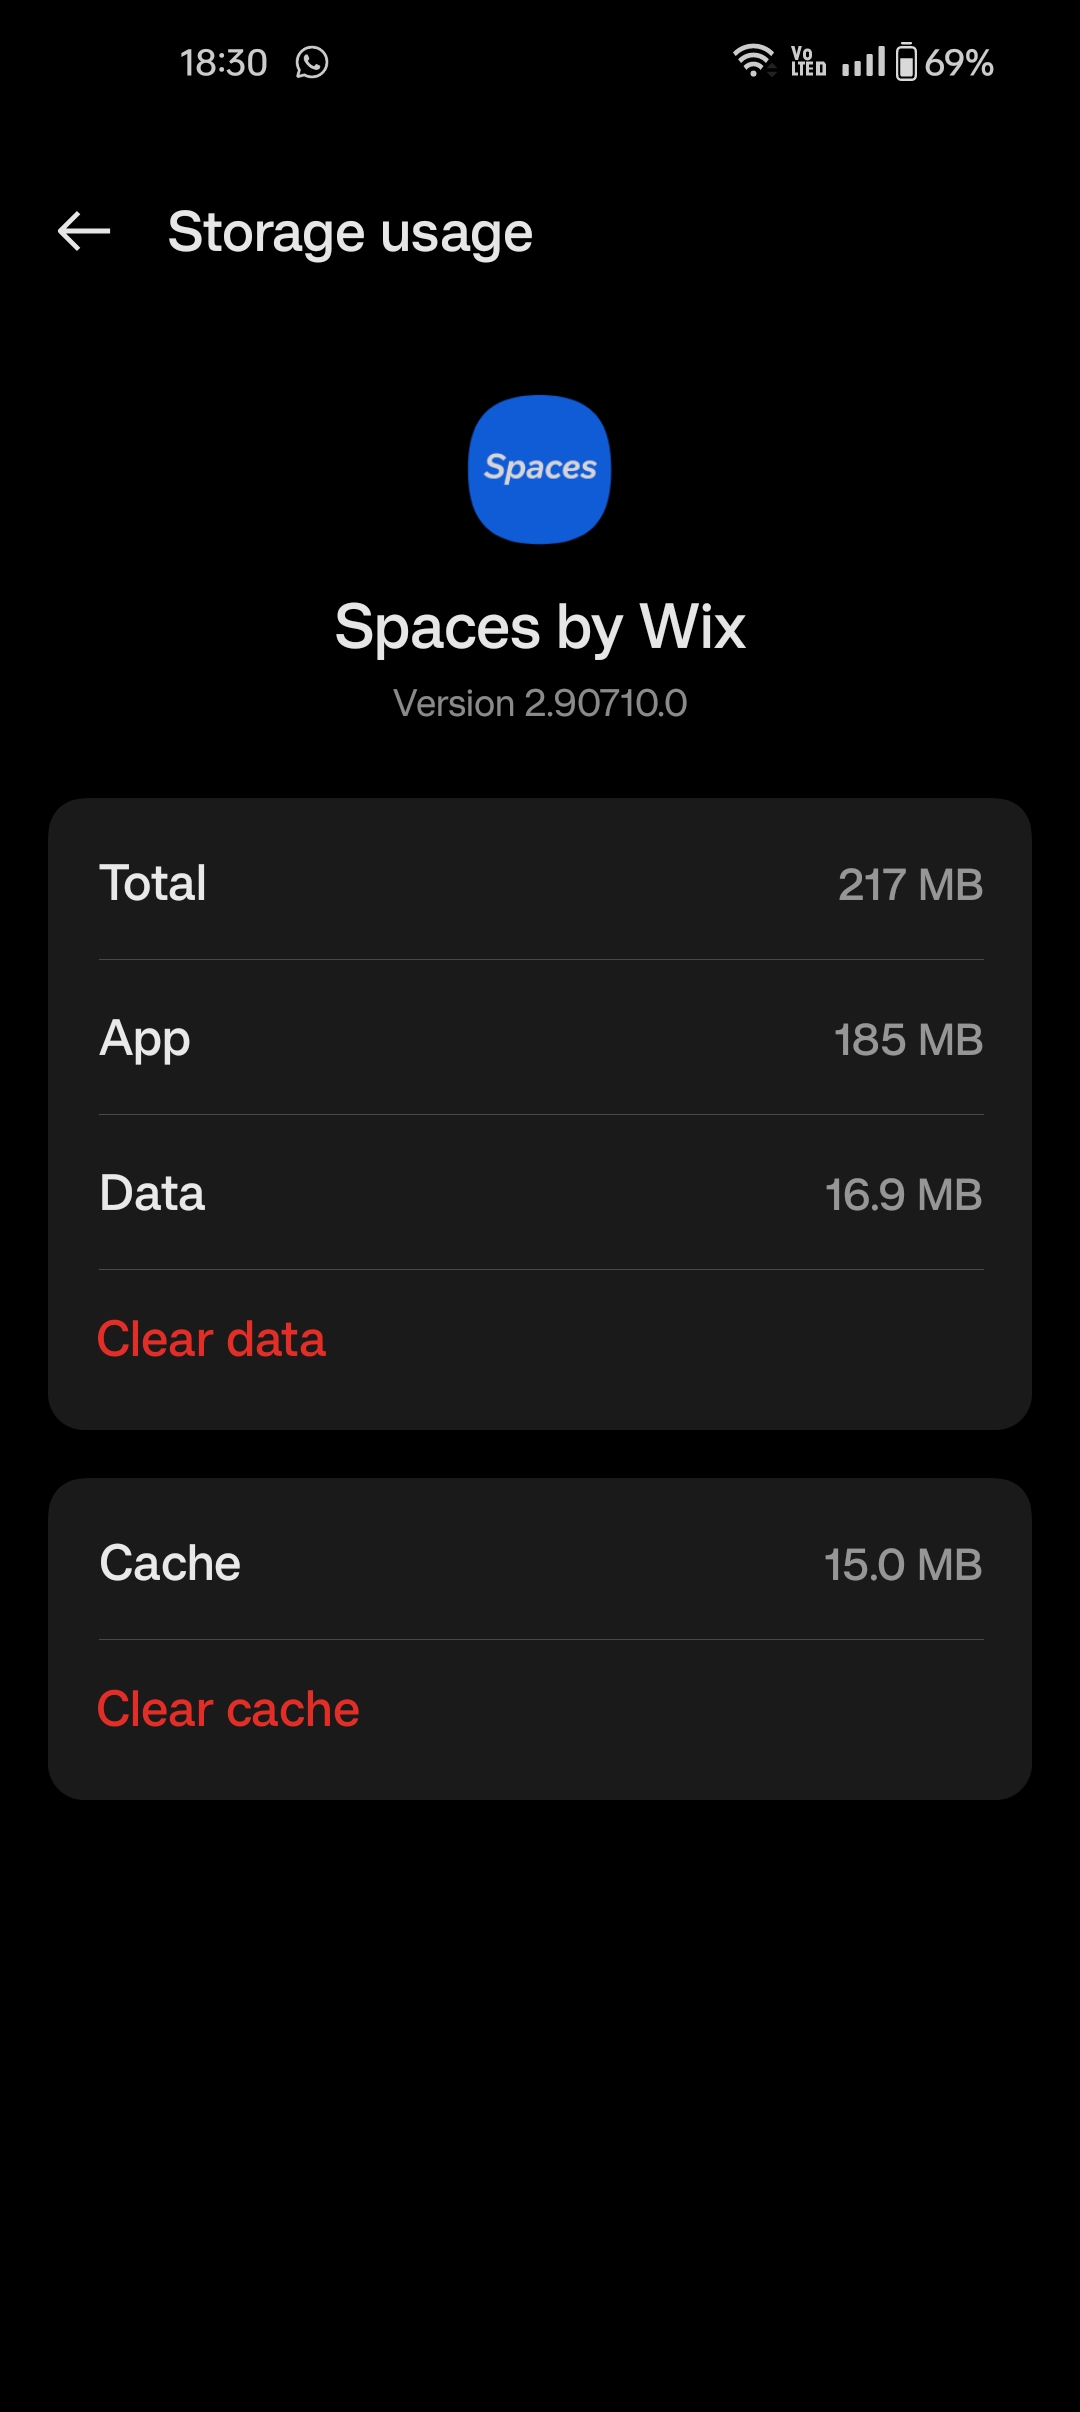 18:30 Vo LTE 69%
Storage usage
Spaces
Spaces by Wix
Version 2.90710.0
Total 217 MB
App 185 MB
Data 16.9 MB
Clear data
Cache 15.0 MB
Clear cache